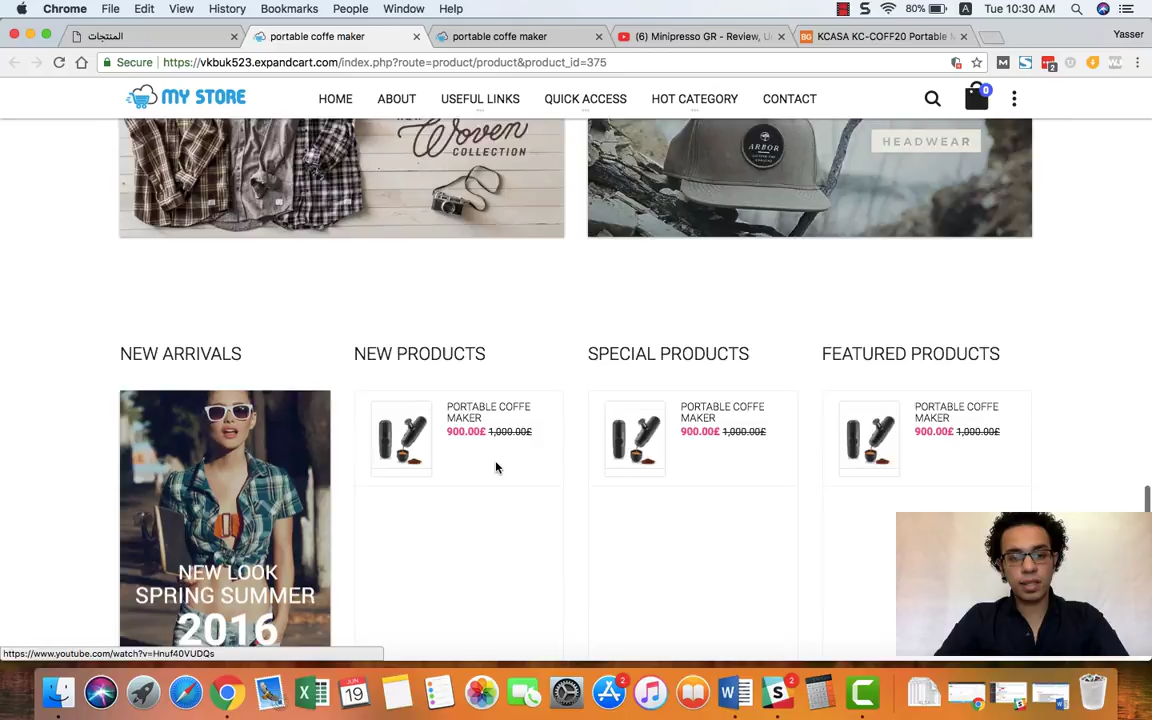 Chrome File Edit View History Bookmarks People Window Help 80% A Tue 10:30 AM
المنتجات
portable coffe maker
portable coffe maker
(6) Minipresso GR - Review, U
KCASA KC-COFF20 Portable
Yasser
Secure https://vkbuk523.expandcart.com/index.php?route=product/product&product_id=375
MY STORE HOME ABOUT USEFUL LINKS QUICK ACCESS HOT CATEGORY CONTACT 0
Woven
COLLECTION
ARBOR
HEADWEAR
NEW ARRIVALS NEW PRODUCTS SPECIAL PRODUCTS FEATURED PRODUCTS
PORTABLE COFFE
MAKER
900.00£ 1,000.00£
PORTABLE COFFE
MAKER
900.00£ 1,000.00£
PORTABLE COFFE
MAKER
900.00£ 1,000.00£
NEW LOOK
SPRING SUMMER
2016
https://www.youtube.com/watch?v=Hnuf40VUDQs
JUN
19
2
2